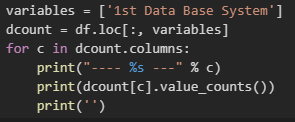 variables = ['1st Data Base System']
dcount = df.loc[:, variables]
for c in dcount.columns:
    print("---- %s ---" % c)
    print(dcount[c].value_counts())
    print('')